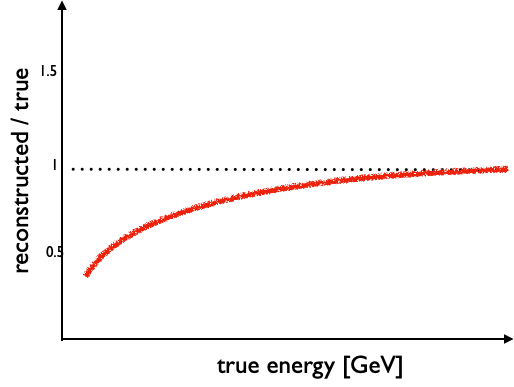 1.5
reconstructed / true
1
0.5
true energy [GeV]